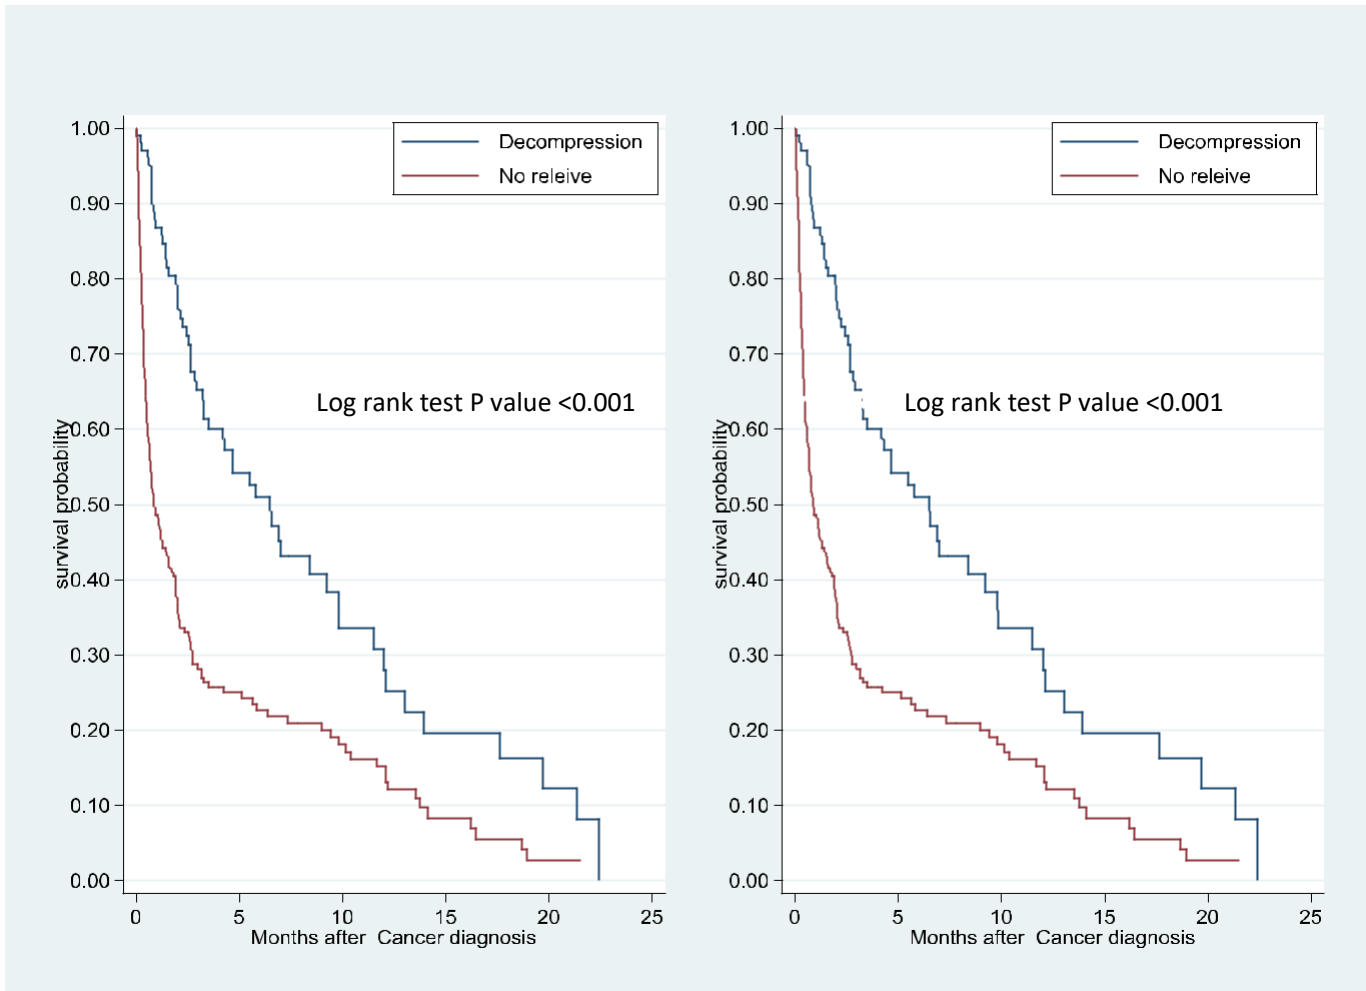 1.00
0.90
0.80
0.70
0.60
0.50
0.40
0.30
0.20
0.10
0.00
survival probability
Decompression
No releive
Log rank test P value <0.001
0 5 10 15 20 25
Months after Cancer diagnosis
1.00
0.90
0.80
0.70
0.60
0.50
0.40
0.30
0.20
0.10
0.00
survival probability
Decompression
No releive
Log rank test P value <0.001
0 5 10 15 20 25
Months after Cancer diagnosis